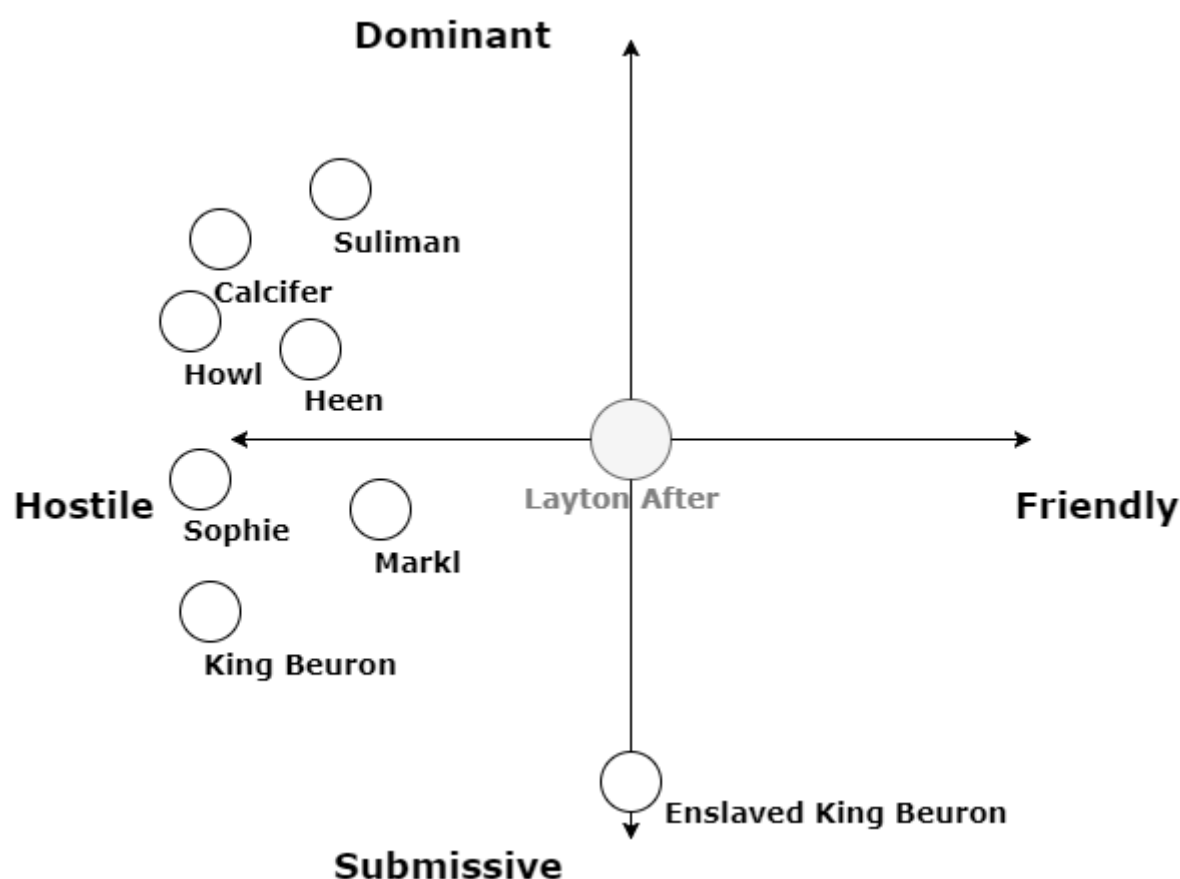 Dominant
Suliman
Calcifer
Howl
Heen
Layton After
Hostile
Friendly
Sophie
Markl
King Beuron
Enslaved King Beuron
Submissive